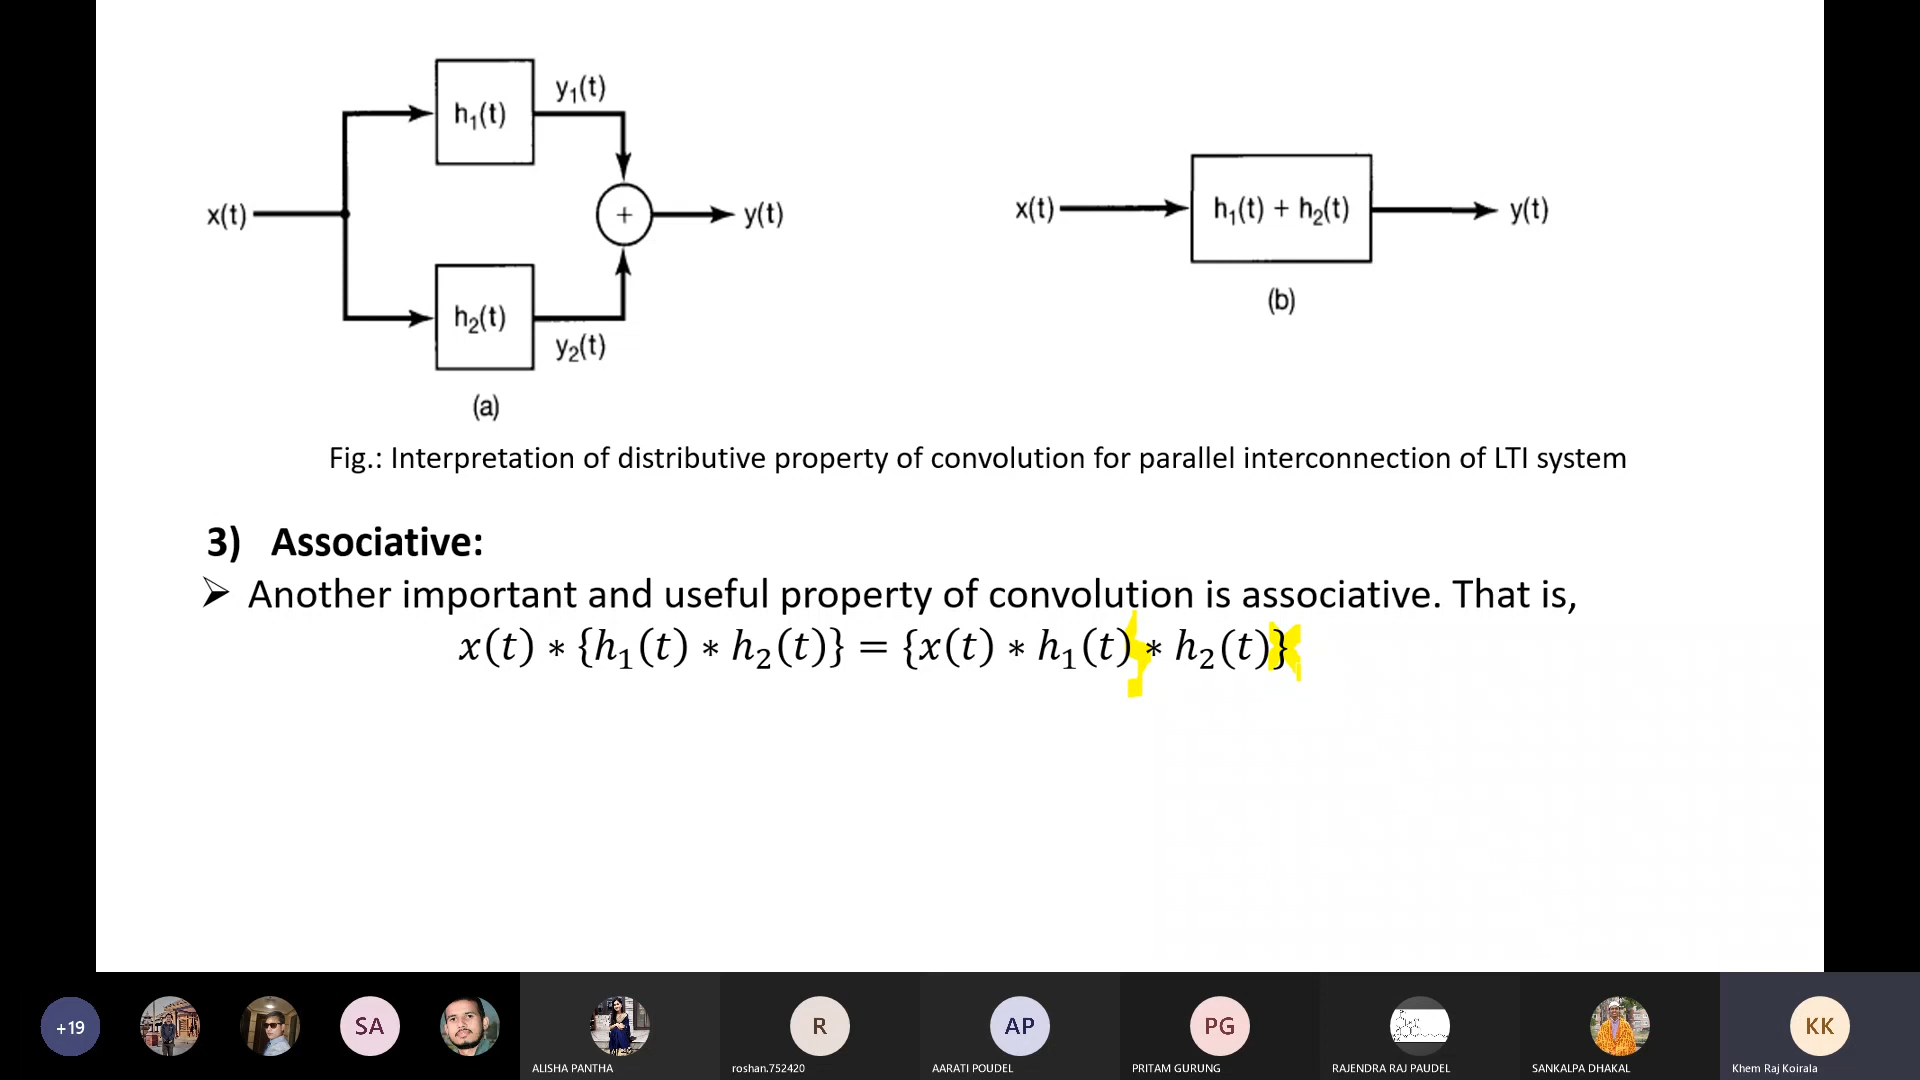 h₁(t)
y₁(t)
x(t)
+
y(t)
h₂(t)
y₂(t)
(a)
x(t)
h₁(t) + h₂(t)
y(t)
(b)
Fig.: Interpretation of distributive property of convolution for parallel interconnection of LTI system
3) Associative:
➢ Another important and useful property of convolution is associative. That is,
x(t) ∗ {h₁(t) ∗ h₂(t)} = {x(t) ∗ h₁(t) ∗ h₂(t)}
+19
SA
R
AP
PG
KK
ALISHA PANTHA
roshan.752420
AARATI POUDEL
PRITAM GURUNG
RAJENDRA RAJ PAUDEL
SANKALPA DHAKAL
Khem Raj Koirala